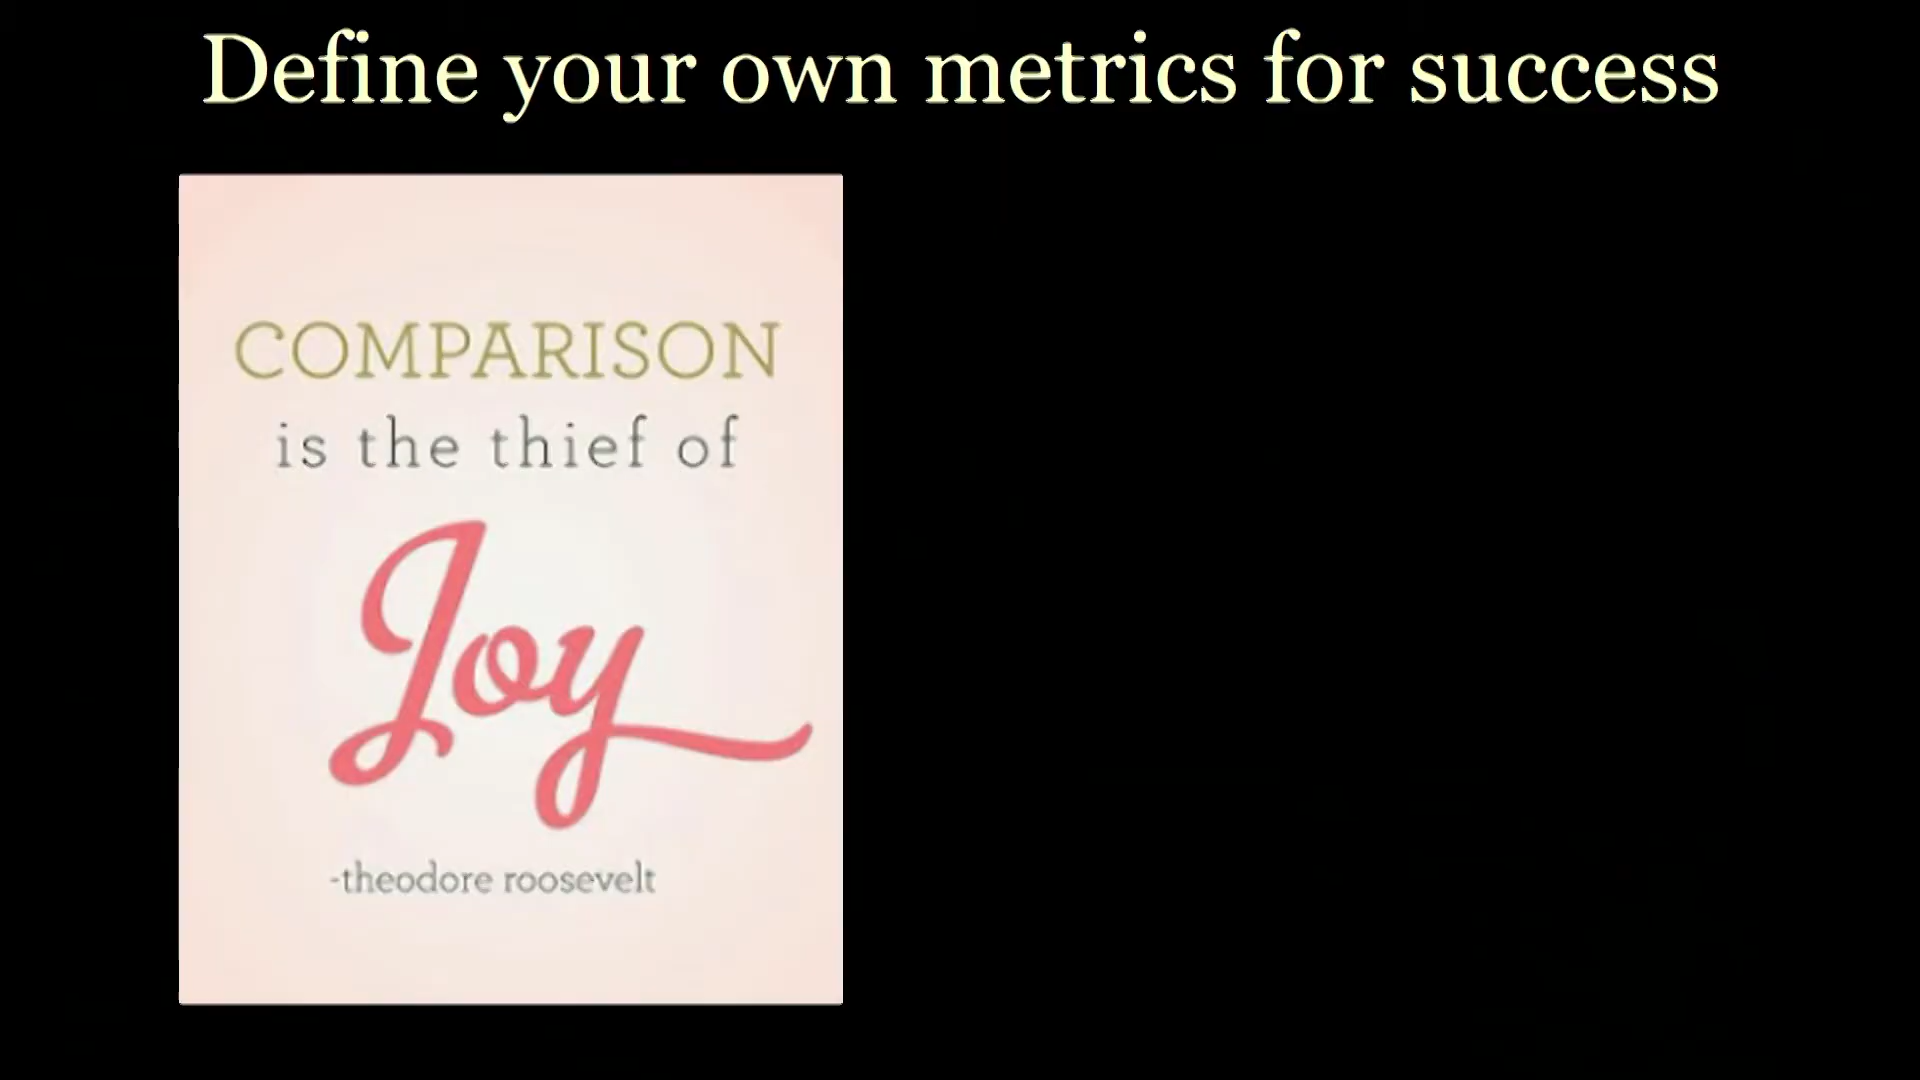 Define your own metrics for success
COMPARISON
is the thief of
Joy
-theodore roosevelt